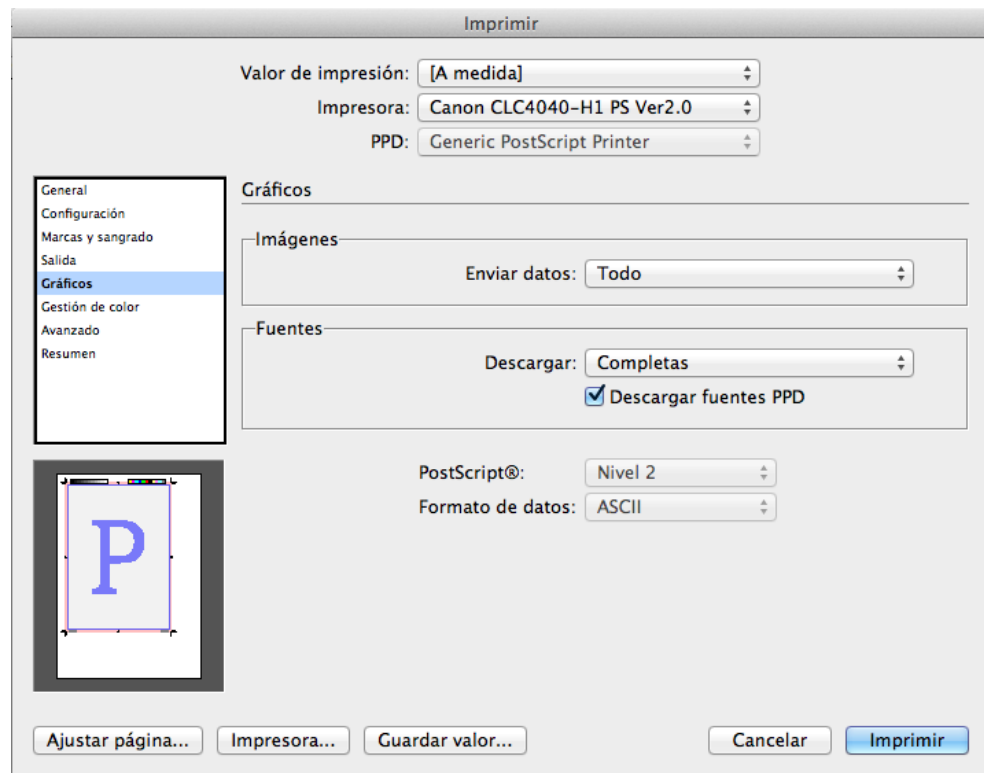 Imprimir
Valor de impresión: [A medida]
Impresora: Canon CLC4040-H1 PS Ver2.0
PPD: Generic PostScript Printer
General
Configuración
Marcas y sangrado
Salida
Gráficos
Gestión de color
Avanzado
Resumen
Gráficos
Imágenes
Enviar datos: Todo
Fuentes
Descargar: Completas
Descargar fuentes PPD
PostScript®: Nivel 2
Formato de datos: ASCII
P
Ajustar página... Impresora... Guardar valor... Cancelar Imprimir